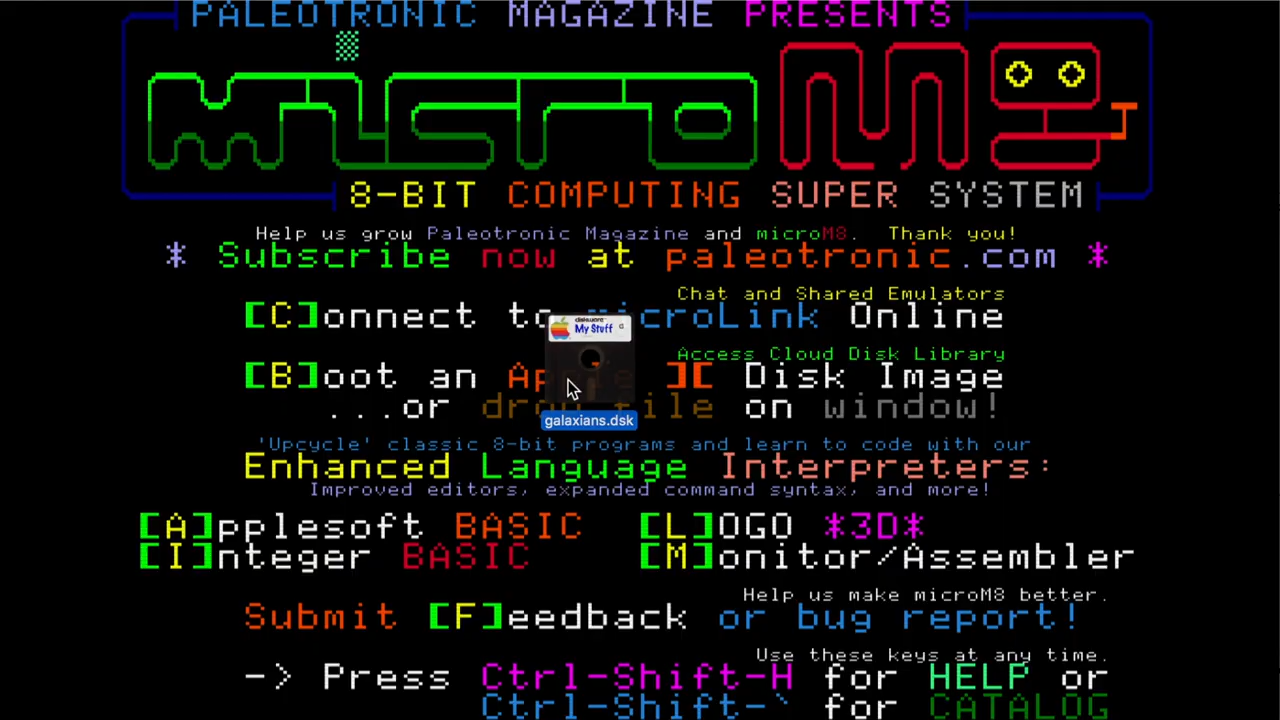 PALEOTRONIC MAGAZINE PRESENTS
microM8
8-BIT COMPUTING SUPER SYSTEM
Help us grow Paleotronic Magazine and microM8. Thank you!
* Subscribe now at paleotronic.com *
Chat and Shared Emulators
[C]onnect to microLink Online
diskwort
My Stuff
Access Cloud Disk Library
[B]oot an Apple ][ Disk Image
...or drop file on window!
galaxians.dsk
'Upcycle' classic 8-bit programs and learn to code with our
Enhanced Language Interpreters:
Improved editors, expanded command syntax, and more!
[A]pplesoft BASIC [L]OGO *3D*
[I]nteger BASIC [M]onitor/Assembler
Help us make microM8 better.
Submit [F]eedback or bug report!
Use these keys at any time.
-> Press Ctrl-Shift-H for HELP or
Ctrl-Shift-` for CATALOG